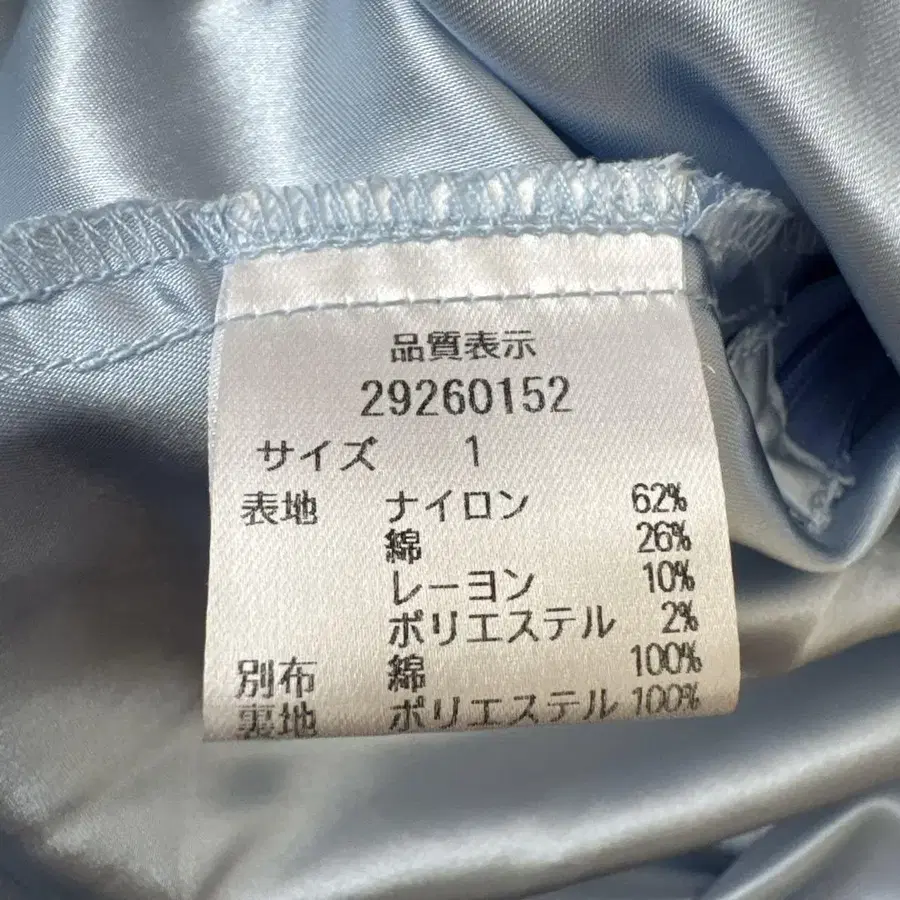 品質表示
29260152
サイズ 1
表地 ナイロン 62%
綿 26%
レーヨン 10%
ポリエステル 2%
別布 綿 100%
裏地 ポリエステル 100%